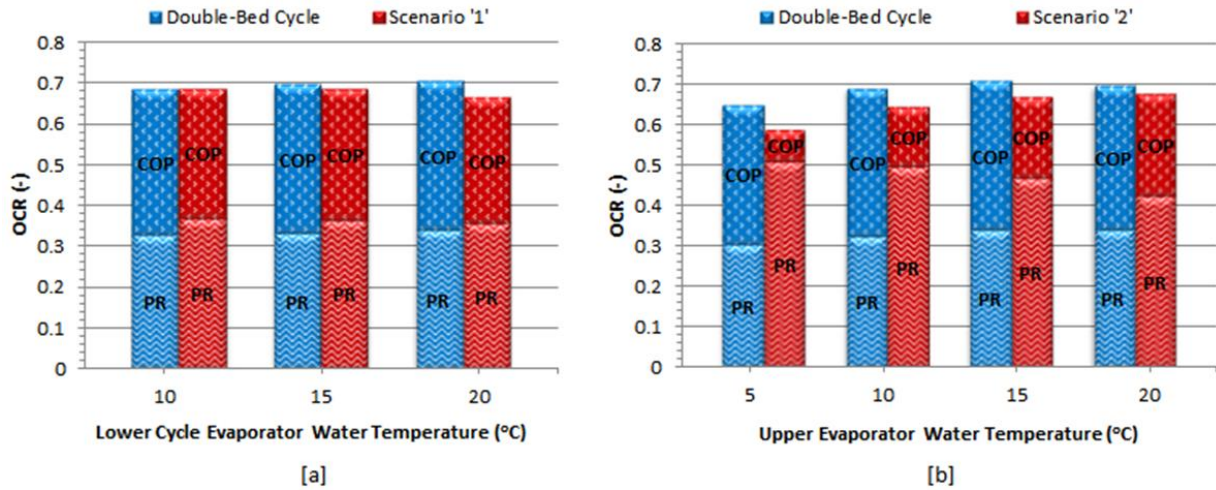 Double-Bed Cycle Scenario '1'
0.8
0.7
0.6
0.5
0.4
0.3
0.2
0.1
0
OCR (-)
COP COP COP COP COP COP
PR PR PR PR PR PR
10 15 20
Lower Cycle Evaporator Water Temperature (°C)
[a]
Double-Bed Cycle Scenario '2'
0.8
0.7
0.6
0.5
0.4
0.3
0.2
0.1
0
OCR (-)
COP COP COP COP COP COP COP COP
PR PR PR PR PR PR PR PR
5 10 15 20
Upper Evaporator Water Temperature (°C)
[b]